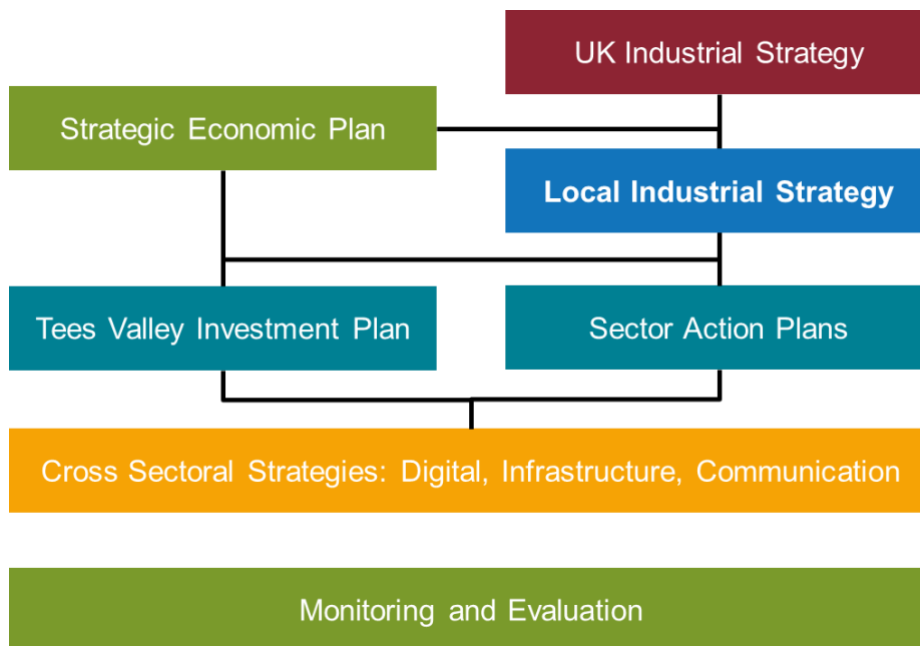 UK Industrial Strategy
Strategic Economic Plan
Local Industrial Strategy
Tees Valley Investment Plan
Sector Action Plans
Cross Sectoral Strategies: Digital, Infrastructure, Communication
Monitoring and Evaluation